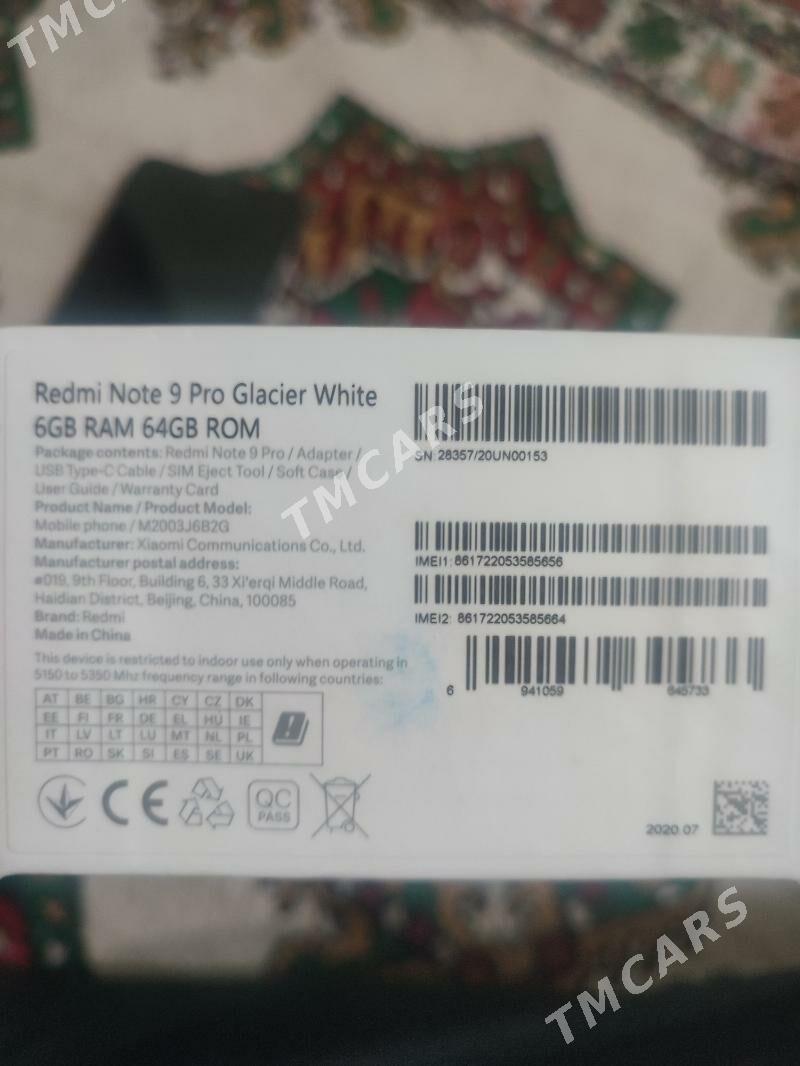 TMCARS
Redmi Note 9 Pro Glacier White
6GB RAM 64GB ROM
Package contents: Redmi Note 9 Pro / Adapter /
USB Type-C Cable / SIM Eject Tool / Soft Case /
User Guide / Warranty Card
Product Name / Product Model:
Mobile phone / M2003J6B2G
Manufacturer: Xiaomi Communications Co., Ltd.
Manufacturer postal address:
#019, 9th Floor, Building 6, 33 Xi'erqi Middle Road,
Haidian District, Beijing, China, 100085
Brand: Redmi
Made in China
This device is restricted to indoor use only when operating in
5150 to 5350 Mhz frequency range in following countries:
AT BE BG HR CY CZ DK
EE FI FR DE EL HU IE
IT LV LT LU MT NL PL
PT RO SK SI ES SE UK
CE
QC
PASS
SN: 28357/20UN00153
IMEI1: 861722053585656
IMEI2: 861722053585664
6 941059 645733
2020.07
TMCARS
TMCARS